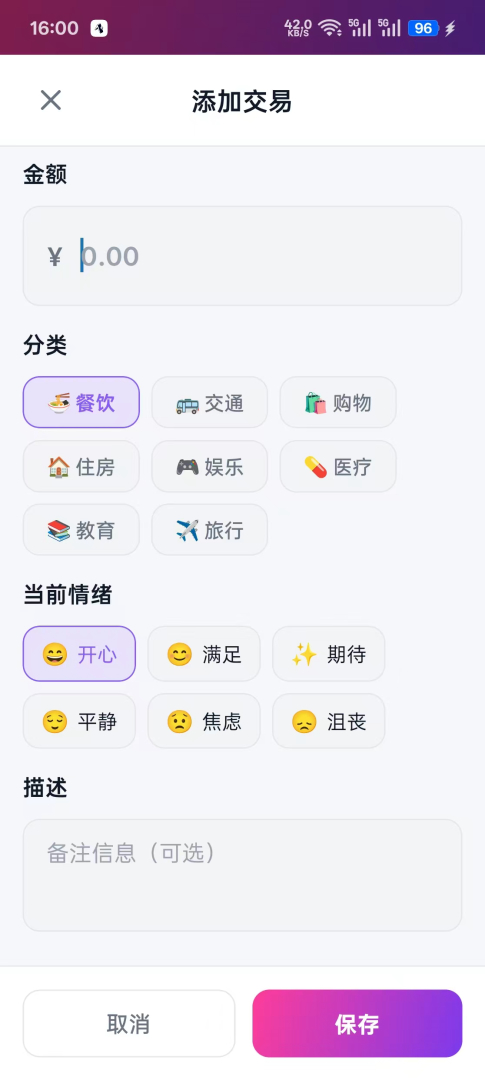 16:00 42.0 KB/S 5G 5G 96
添加交易
金额
¥ 0.00
分类
餐饮 交通 购物
住房 娱乐 医疗
教育 旅行
当前情绪
开心 满足 期待
平静 焦虑 沮丧
描述
备注信息（可选）
取消 保存